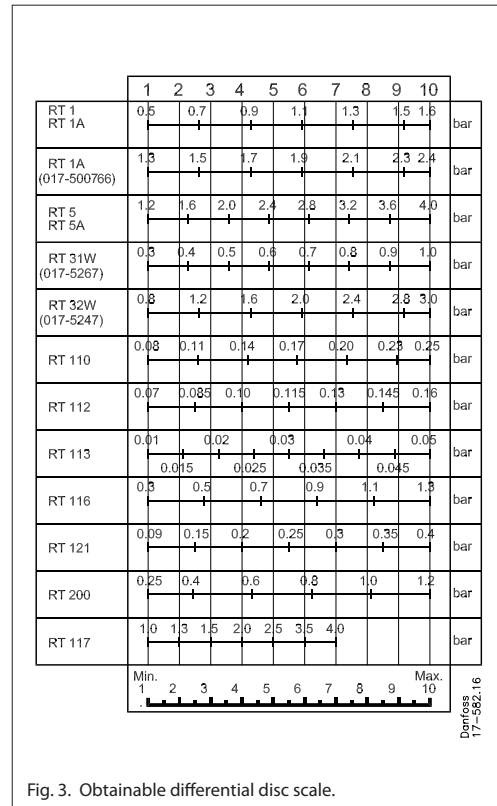 1 2 3 4 5 6 7 8 9 10
RT 1
RT 1A
0.5 0.7 0.9 1.1 1.3 1.5 1.6
bar
RT 1A
(017-500766)
1.3 1.5 1.7 1.9 2.1 2.3 2.4
bar
RT 5
RT 5A
1.2 1.6 2.0 2.4 2.8 3.2 3.6 4.0
bar
RT 31W
(017-5267)
0.3 0.4 0.5 0.6 0.7 0.8 0.9 1.0
bar
RT 32W
(017-5247)
0.8 1.2 1.6 2.0 2.4 2.8 3.0
bar
RT 110
0.08 0.11 0.14 0.17 0.20 0.23 0.25
bar
RT 112
0.07 0.085 0.10 0.115 0.13 0.145 0.16
bar
RT 113
0.01 0.02 0.03 0.04 0.05
0.015 0.025 0.035 0.045
bar
RT 116
0.3 0.5 0.7 0.9 1.1 1.3
bar
RT 121
0.09 0.15 0.2 0.25 0.3 0.35 0.4
bar
RT 200
0.25 0.4 0.6 0.8 1.0 1.2
bar
RT 117
1.0 1.3 1.5 2.0 2.5 3.5 4.0
bar
Min. Max.
1 2 3 4 5 6 7 8 9 10
Danfoss
17-582.16
Fig. 3. Obtainable differential disc scale.